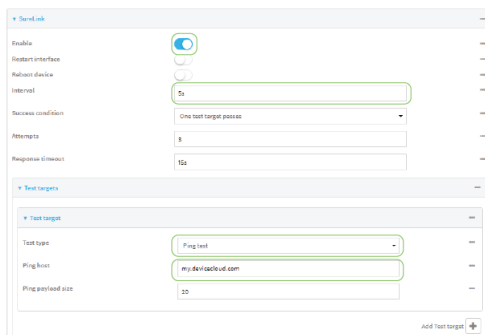 SureLink
Enable
Restart interface
Reboot device
Interval
5s
Success condition
One test target passes
Attempts
3
Response timeout
15s
Test targets
Test target
Test type
Ping test
Ping host
my.devicecloud.com
Ping payload size
20
Add Test target